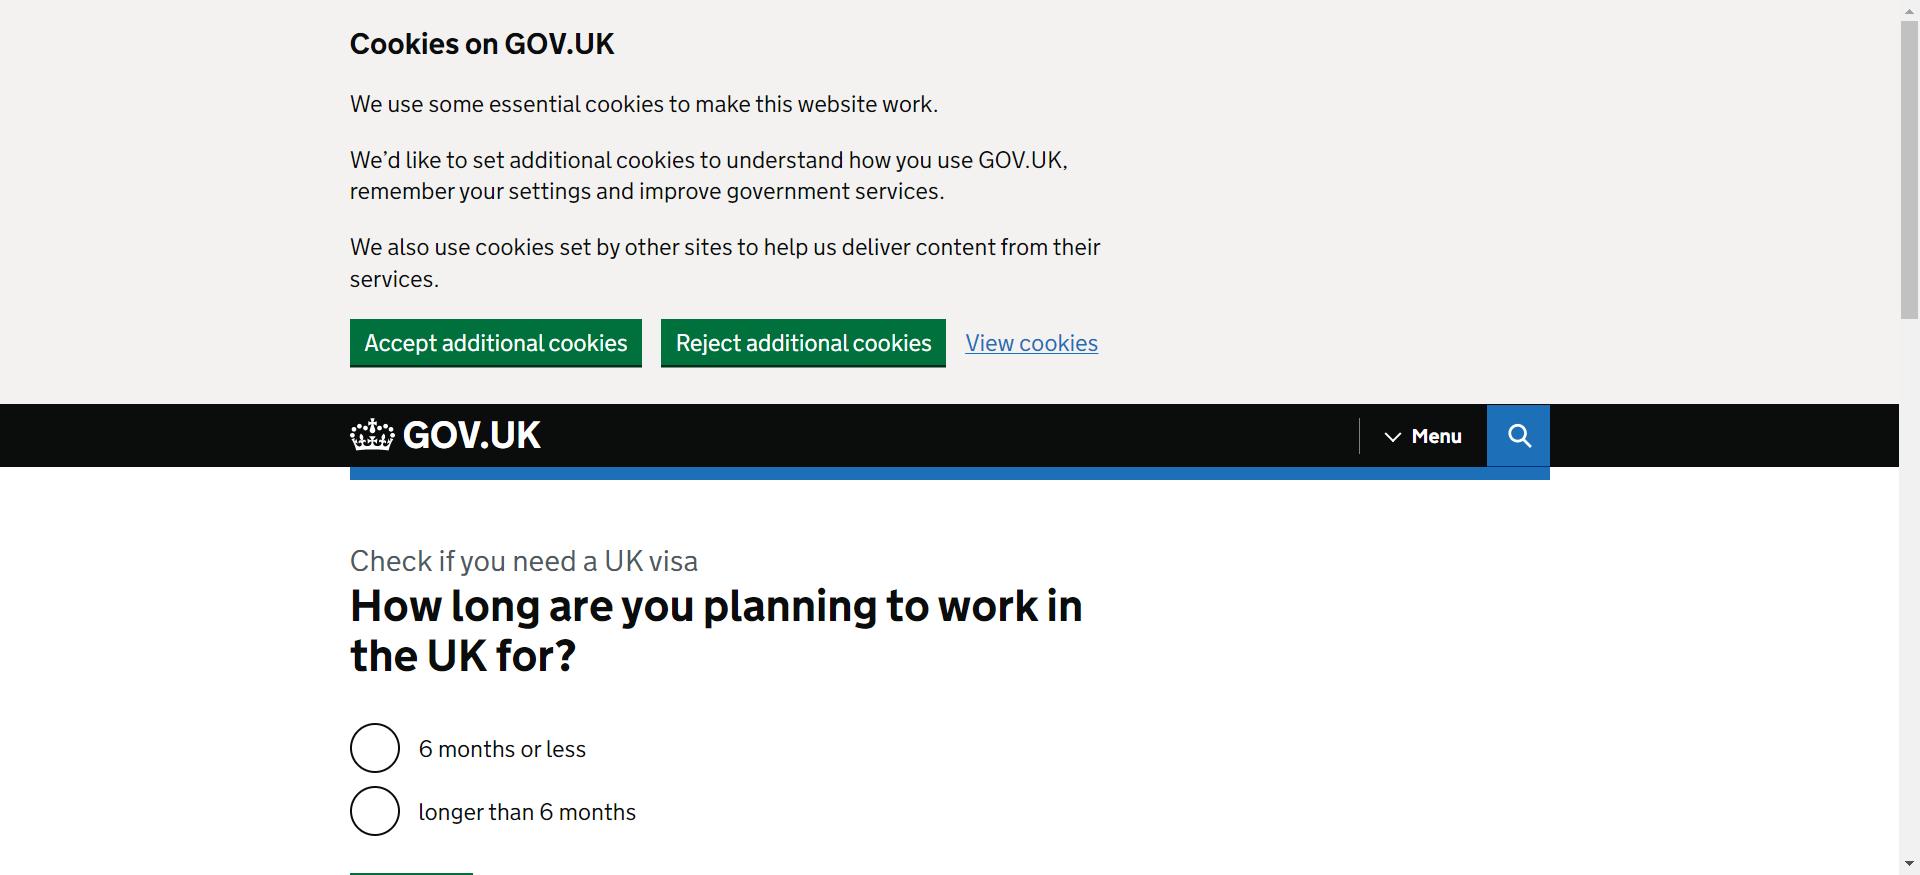 Cookies on GOV.UK
We use some essential cookies to make this website work.
We’d like to set additional cookies to understand how you use GOV.UK,
remember your settings and improve government services.
We also use cookies set by other sites to help us deliver content from their
services.
Accept additional cookies
Reject additional cookies
View cookies
GOV.UK
Menu
Check if you need a UK visa
How long are you planning to work in
the UK for?
6 months or less
longer than 6 months